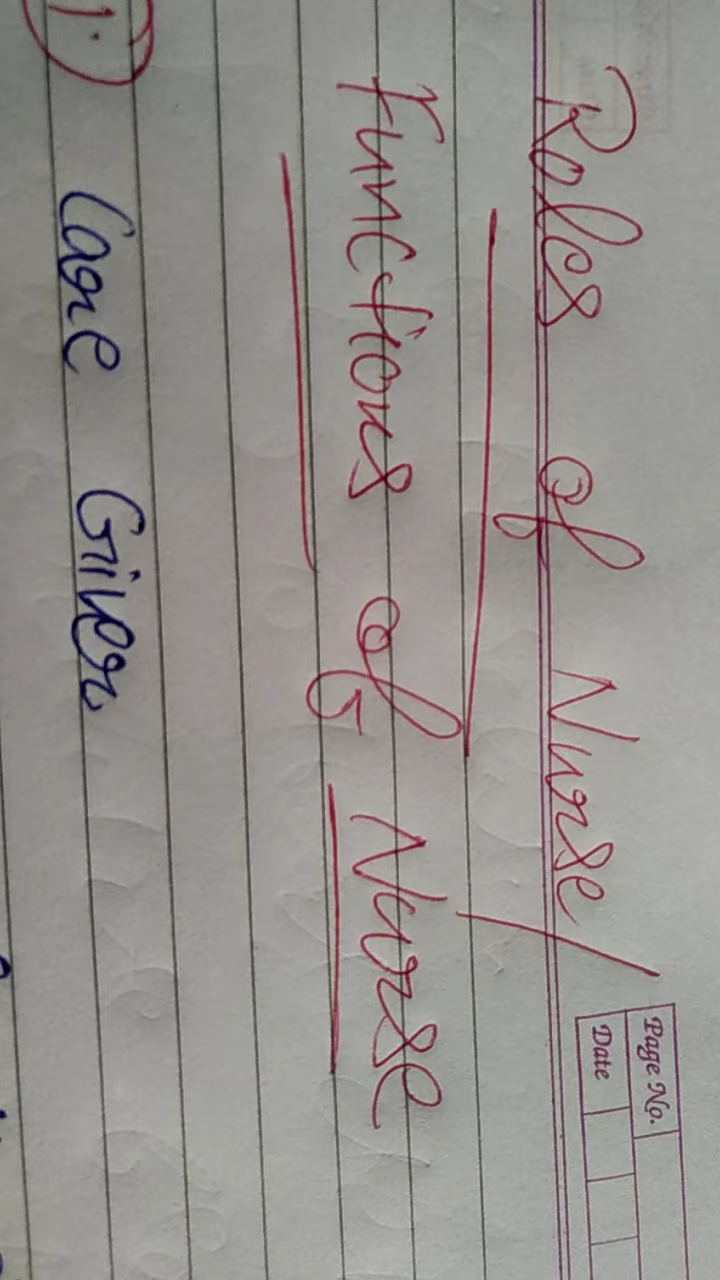 Page No.
Date
Roles of Nurse/
Functions of Nurse
1. Care Giver